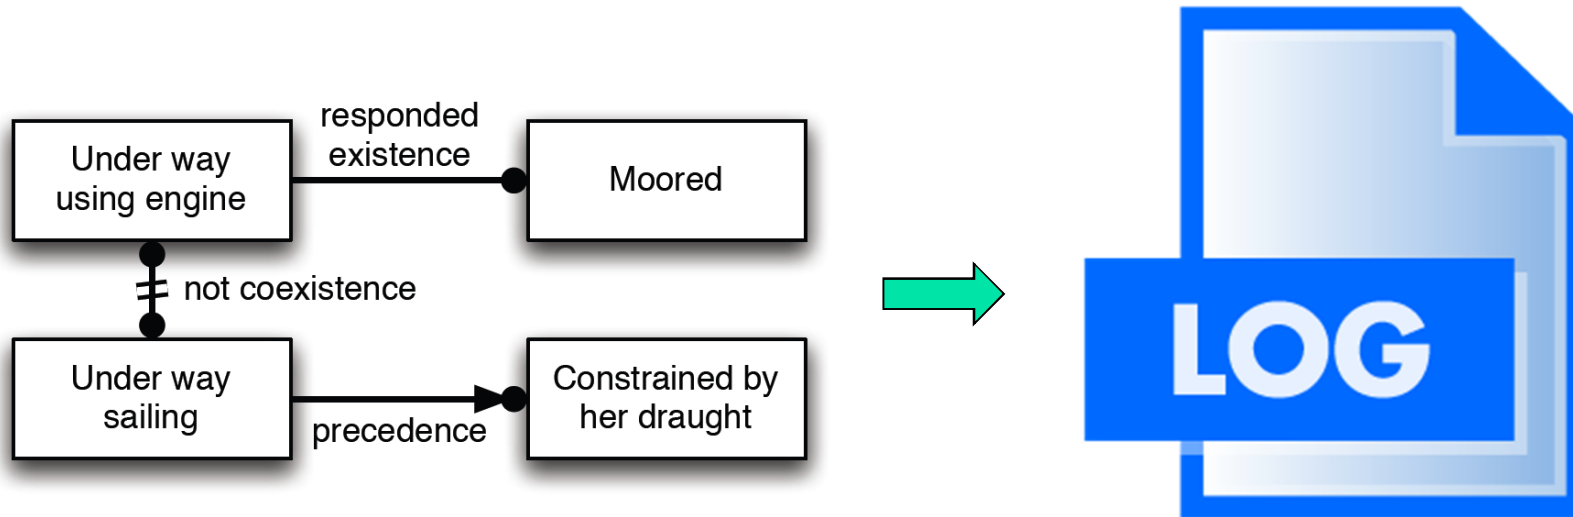 responded
existence
Under way
using engine
Moored
not coexistence
Under way
sailing
precedence
Constrained by
her draught
LOG